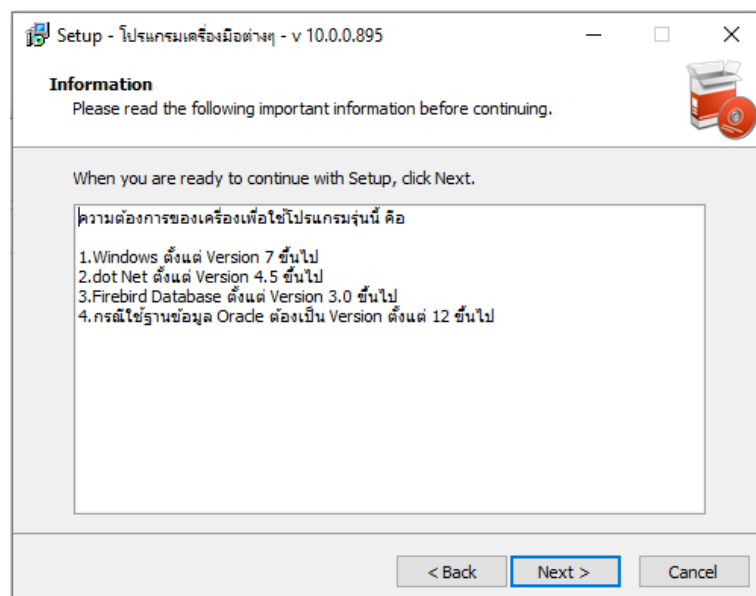 Setup - โปรแกรมเครื่องมือต่างๆ - v 10.0.0.895
Information
Please read the following important information before continuing.
When you are ready to continue with Setup, click Next.
ความต้องการของเครื่องเพื่อใช้โปรแกรมรุ่นนี้ คือ
1.Windows ตั้งแต่ Version 7 ขึ้นไป
2.dot Net ตั้งแต่ Version 4.5 ขึ้นไป
3.Firebird Database ตั้งแต่ Version 3.0 ขึ้นไป
4.กรณีใช้ฐานข้อมูล Oracle ต้องเป็น Version ตั้งแต่ 12 ขึ้นไป
< Back Next > Cancel